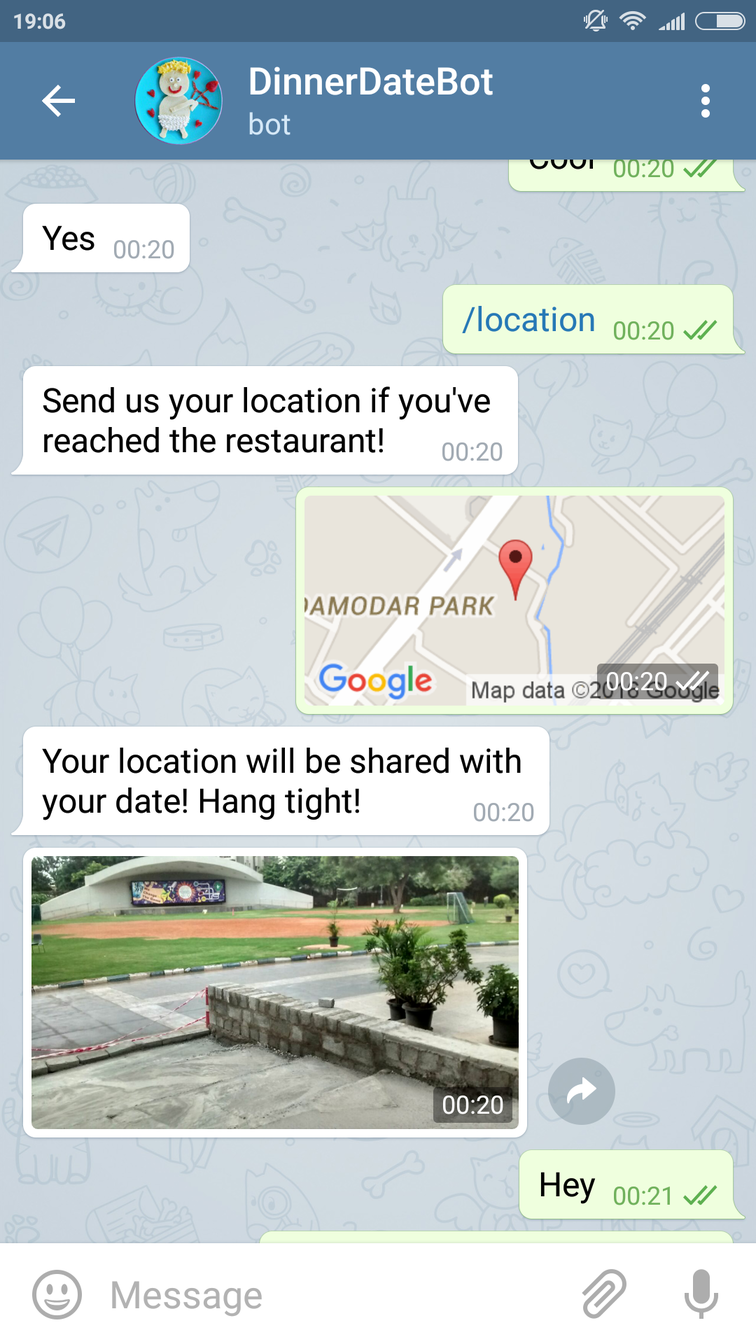 19:06
DinnerDateBot
bot
Cool 00:20
Yes 00:20
/location 00:20
Send us your location if you've
reached the restaurant! 00:20
DAMODAR PARK
Google
Map data ©2016 Google
00:20
Your location will be shared with
your date! Hang tight! 00:20
00:20
Hey 00:21
Message